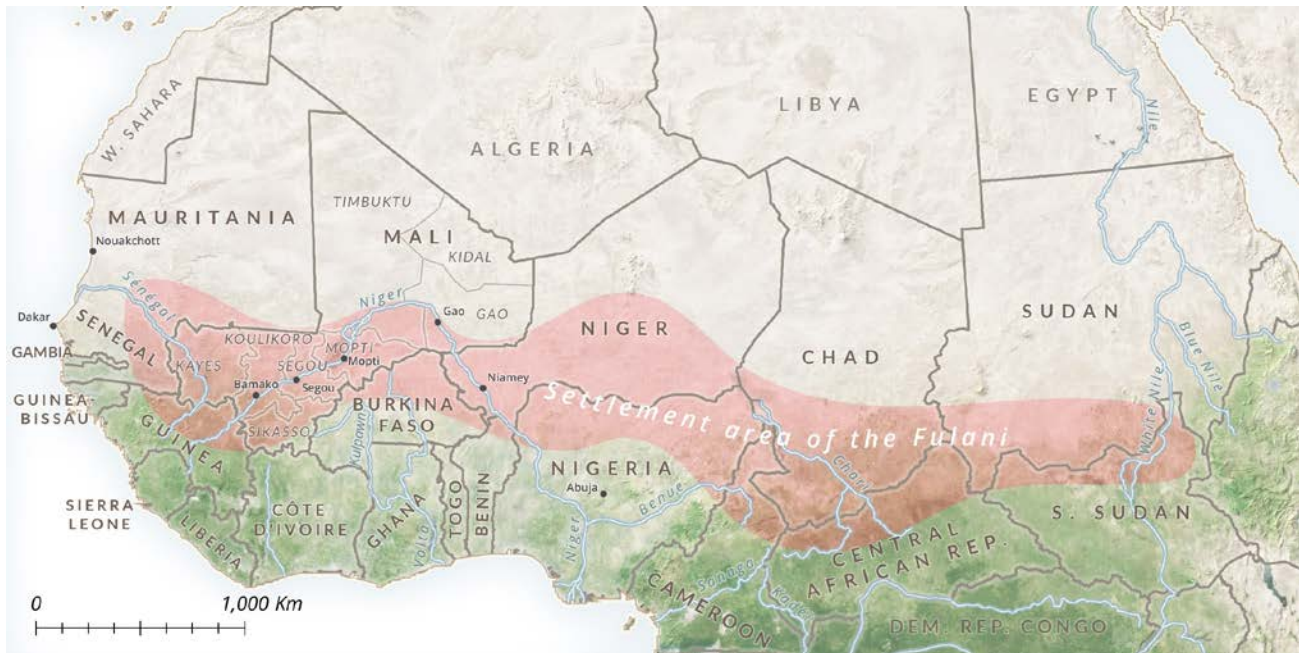 W. SAHARA
ALGERIA
LIBYA
EGYPT
Nile
MAURITANIA
Nouakchott
TIMBUKTU
MALI
KIDAL
Sénégal
Niger
Gao
GAO
NIGER
CHAD
SUDAN
Blue Nile
White Nile
Dakar
SENEGAL
GAMBIA
KAYES
KOULIKORO
MOPTI
Mopti
SEGOU
Segou
Bamako
Niamey
GUINEA-
BISSAU
GUINEA
SIKASSO
BURKINA
FASO
Settlement area of the Fulani
Chari
NIGERIA
Abuja
Benue
Niger
SIERRA
LEONE
LIBERIA
CÔTE
D'IVOIRE
GHANA
Volta
TOGO
BENIN
S. SUDAN
CENTRAL
AFRICAN REP.
CAMEROON
Sanaga
DEM. REP. CONGO
0
1,000 Km